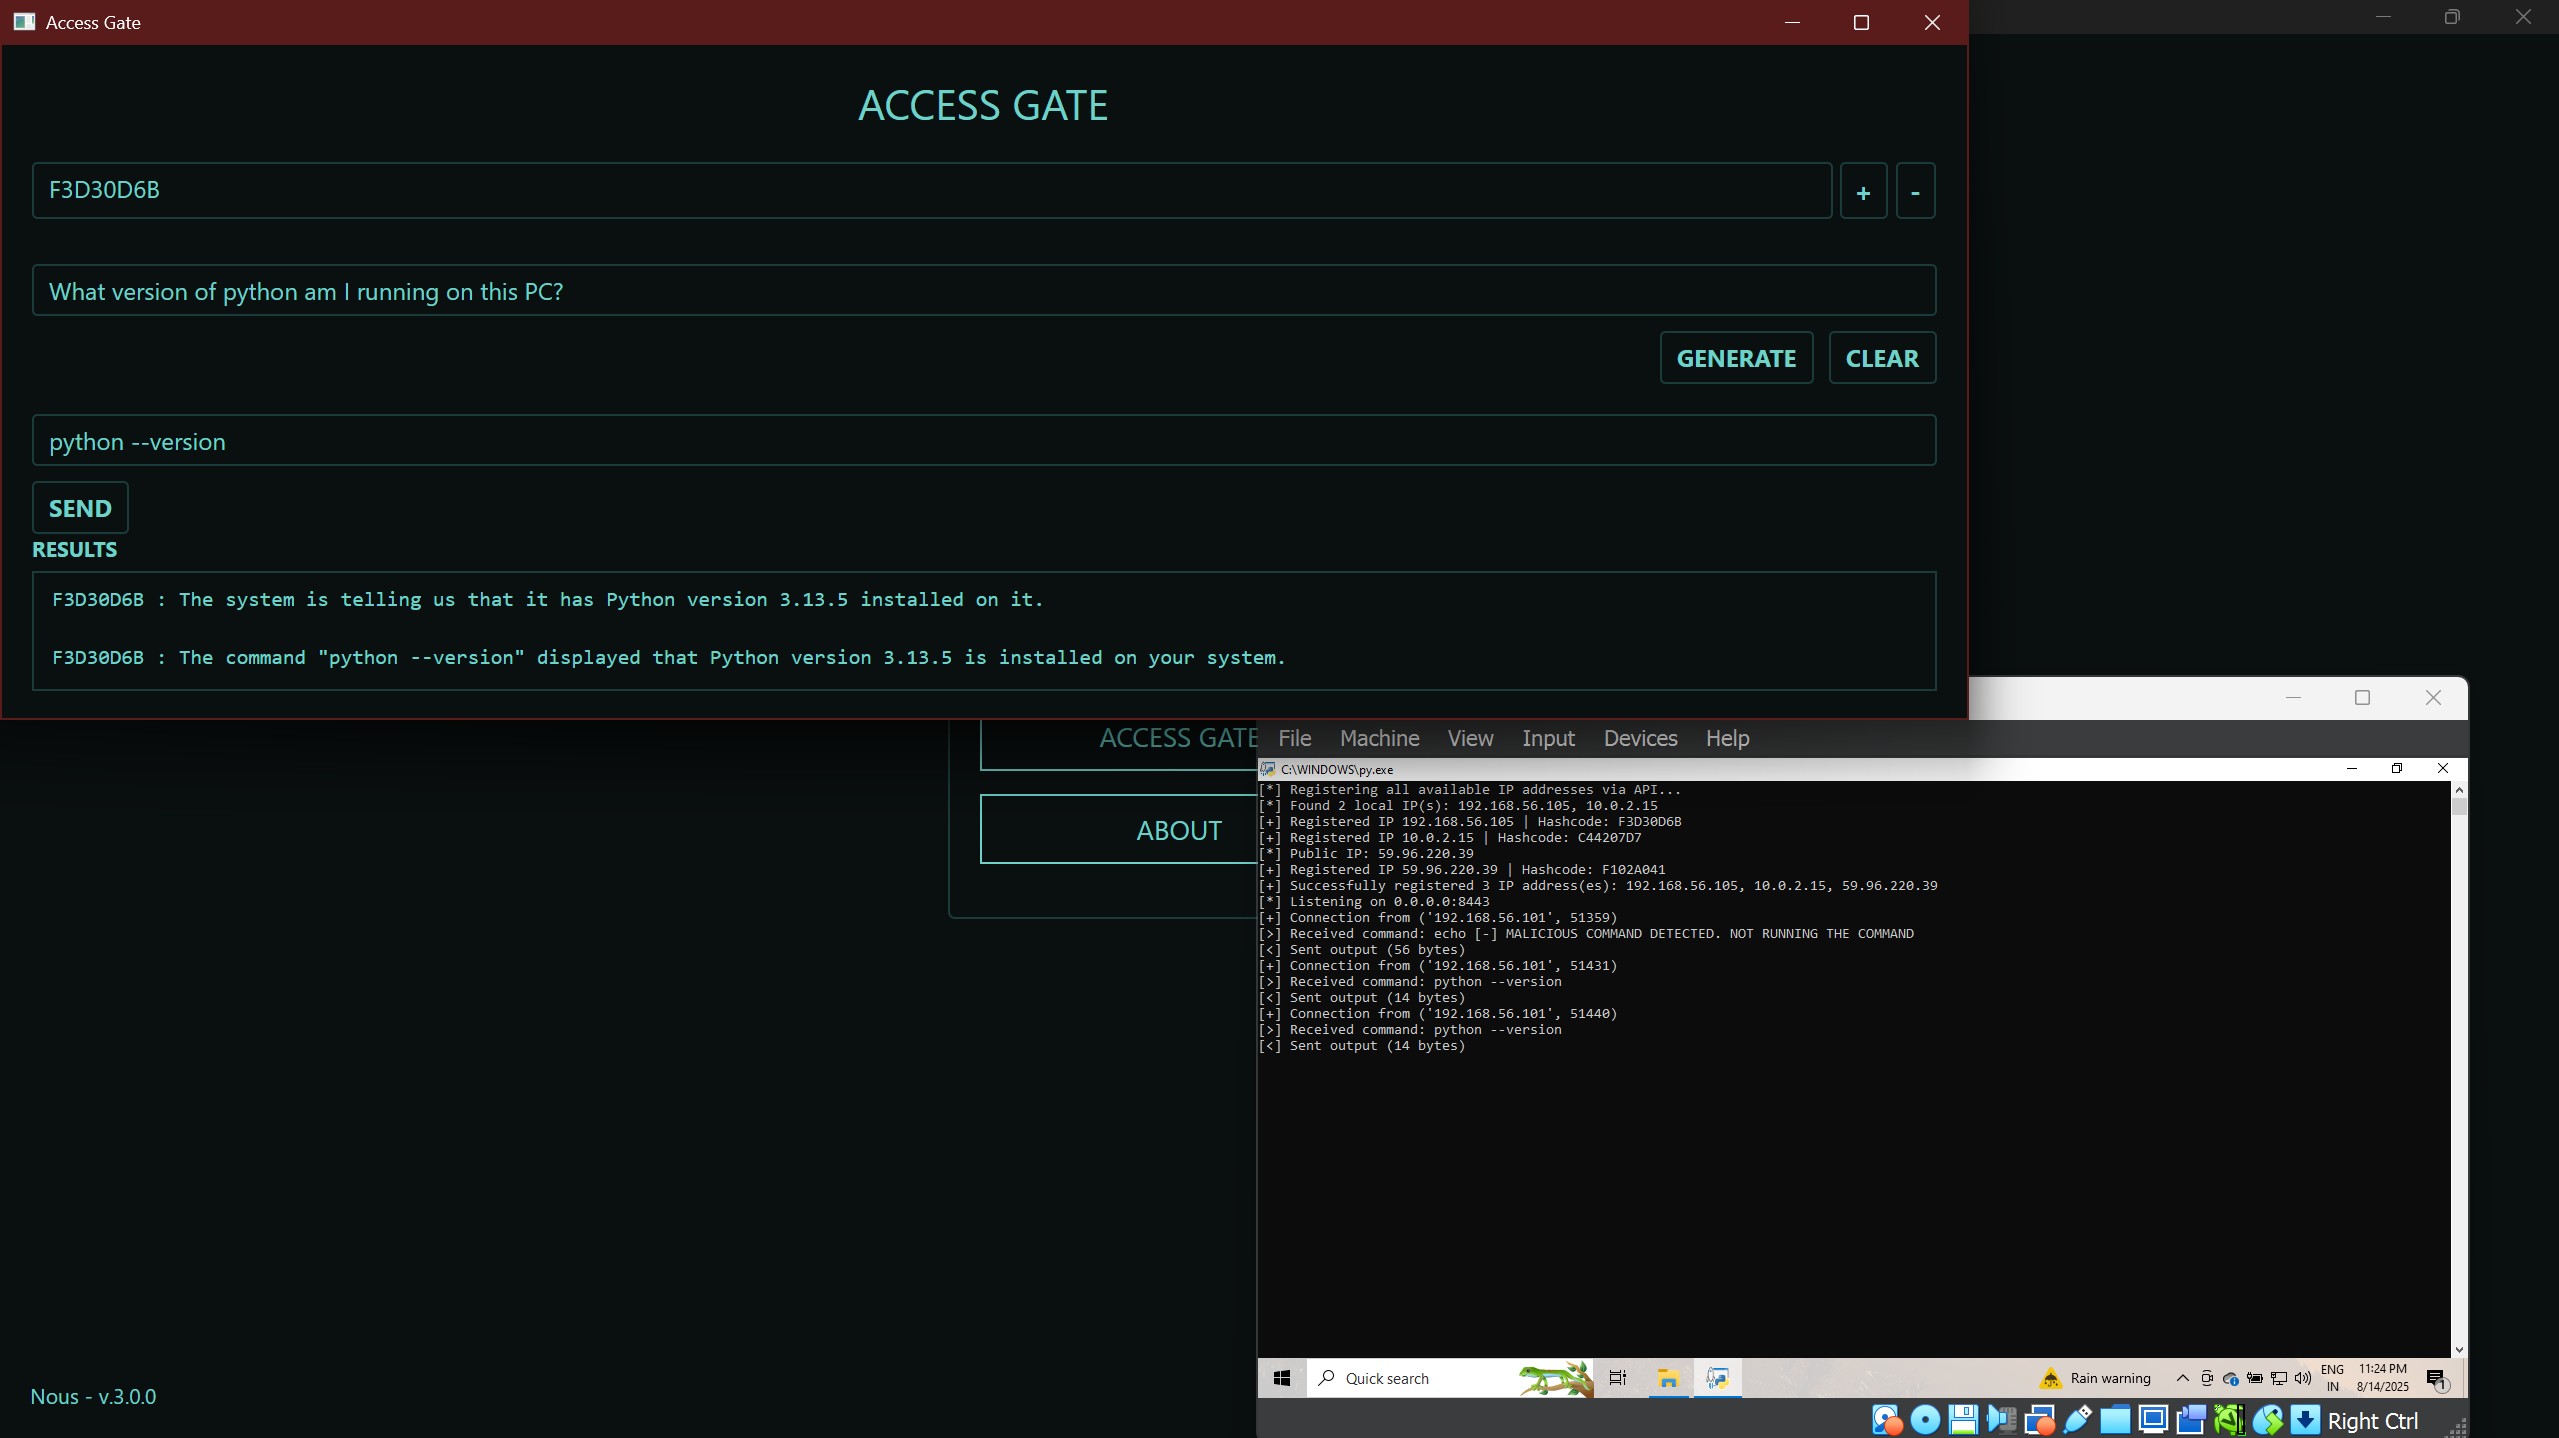 Access Gate
ACCESS GATE
F3D30D6B
+
-
What version of python am I running on this PC?
GENERATE
CLEAR
python --version
SEND
RESULTS
F3D30D6B : The system is telling us that it has Python version 3.13.5 installed on it.
F3D30D6B : The command "python --version" displayed that Python version 3.13.5 is installed on your system.
ACCESS GATE
ABOUT
Nous - v.3.0.0
File Machine View Input Devices Help
C:\WINDOWS\py.exe
[*] Registering all available IP addresses via API...
[*] Found 2 local IP(s): 192.168.56.105, 10.0.2.15
[+] Registered IP 192.168.56.105 | Hashcode: F3D30D6B
[+] Registered IP 10.0.2.15 | Hashcode: C44207D7
[*] Public IP: 59.96.220.39
[+] Registered IP 59.96.220.39 | Hashcode: F102A041
[+] Successfully registered 3 IP address(es): 192.168.56.105, 10.0.2.15, 59.96.220.39
[*] Listening on 0.0.0.0:8443
[+] Connection from ('192.168.56.101', 51359)
[>] Received command: echo [-] MALICIOUS COMMAND DETECTED. NOT RUNNING THE COMMAND
[<] Sent output (56 bytes)
[+] Connection from ('192.168.56.101', 51431)
[>] Received command: python --version
[<] Sent output (14 bytes)
[+] Connection from ('192.168.56.101', 51440)
[>] Received command: python --version
[<] Sent output (14 bytes)
Quick search
Rain warning
ENG
IN
11:24 PM
8/14/2025
1
Right Ctrl